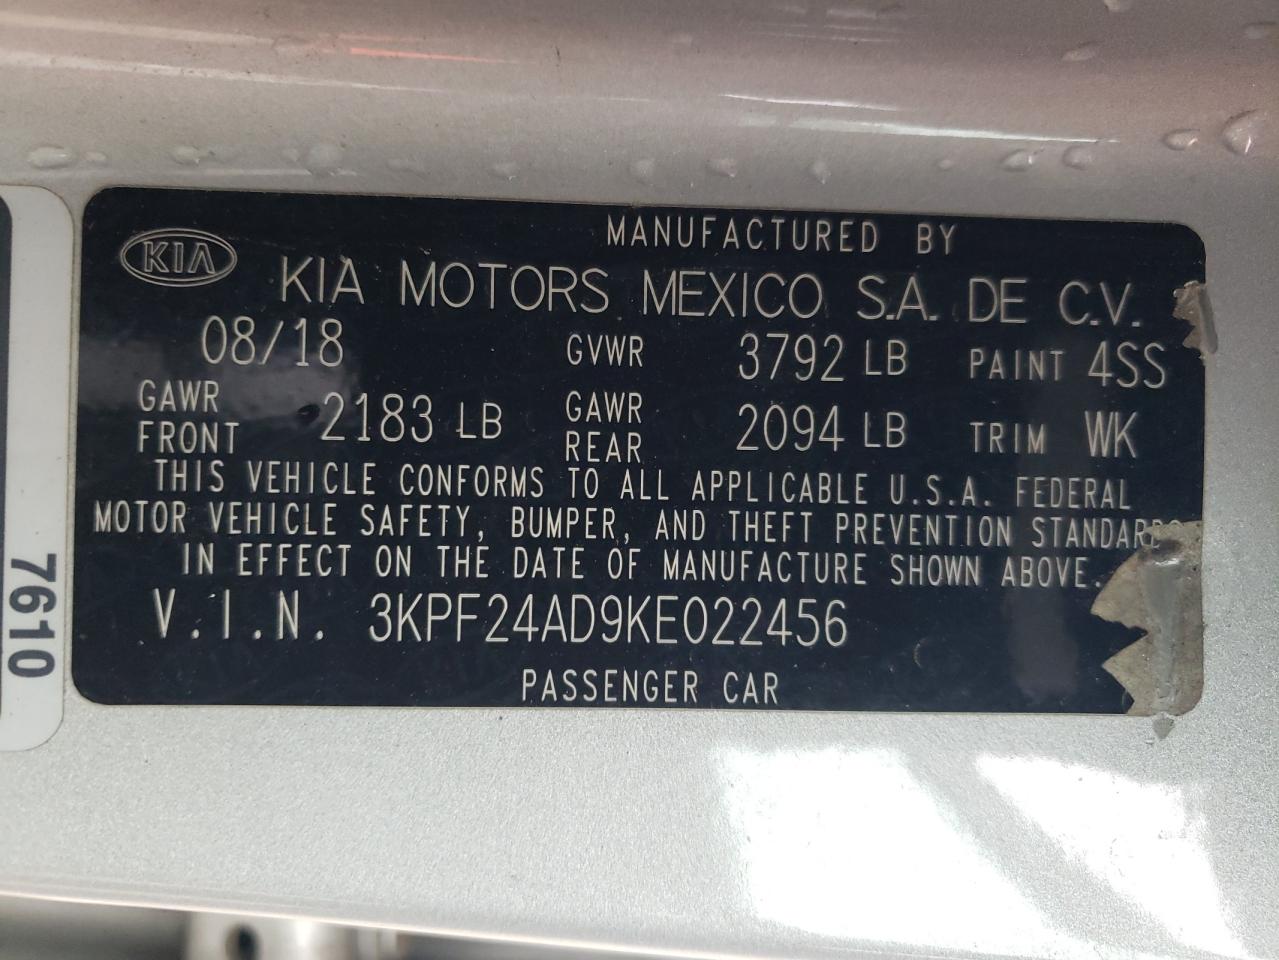 MANUFACTURED BY
KIA KIA MOTORS MEXICO S.A. DE C.V.
08/18 GVWR 3792 LB PAINT 4SS
GAWR FRONT 2183 LB GAWR REAR 2094 LB TRIM WK
THIS VEHICLE CONFORMS TO ALL APPLICABLE U.S.A. FEDERAL
MOTOR VEHICLE SAFETY, BUMPER, AND THEFT PREVENTION STANDARDS
IN EFFECT ON THE DATE OF MANUFACTURE SHOWN ABOVE.
V.I.N. 3KPF24AD9KE022456
PASSENGER CAR
7610